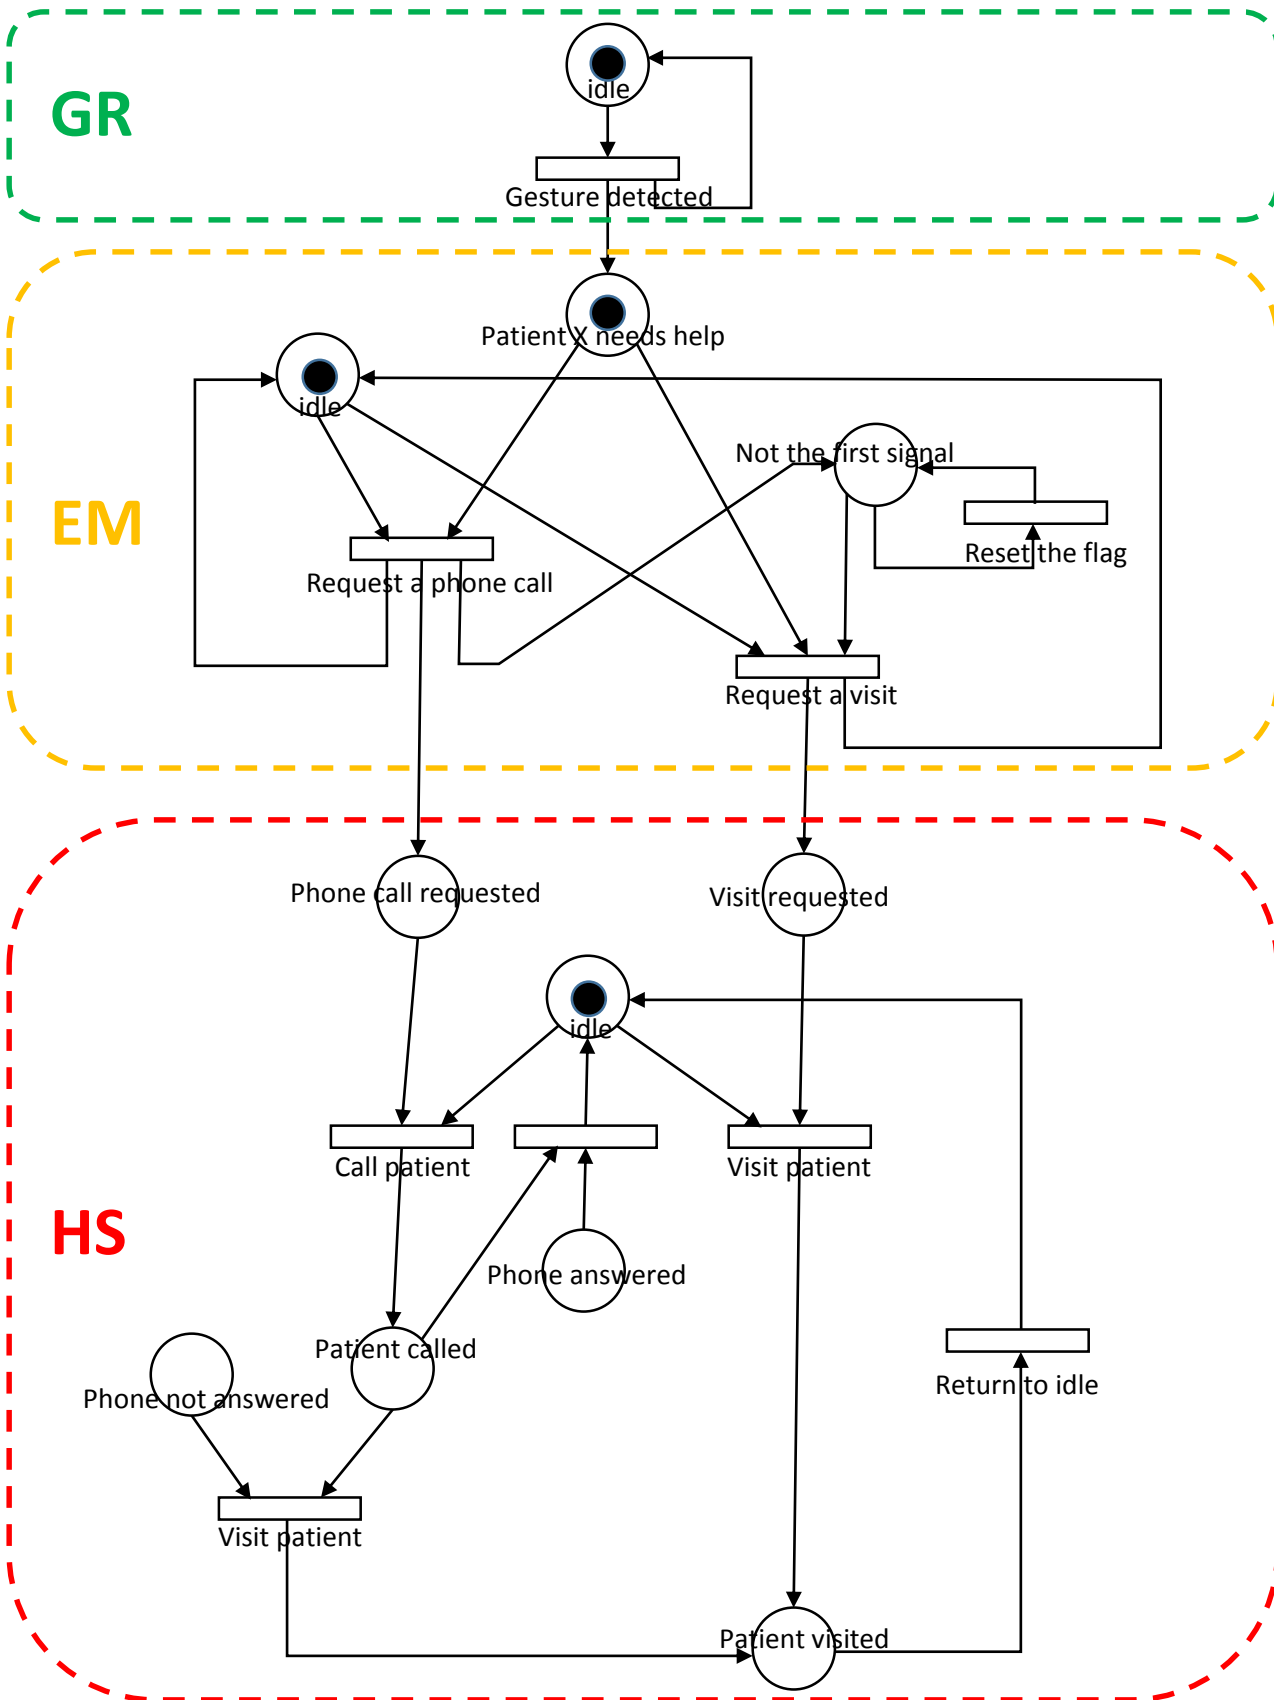 idle
GR
Gesture detected
Patient X needs help
idle
Not the first signal
EM
Reset the flag
Request a phone call
Request a visit
Phone call requested
Visit requested
idle
Call patient
Visit patient
HS
Phone answered
Patient called
Phone not answered
Return to idle
Visit patient
Patient visited